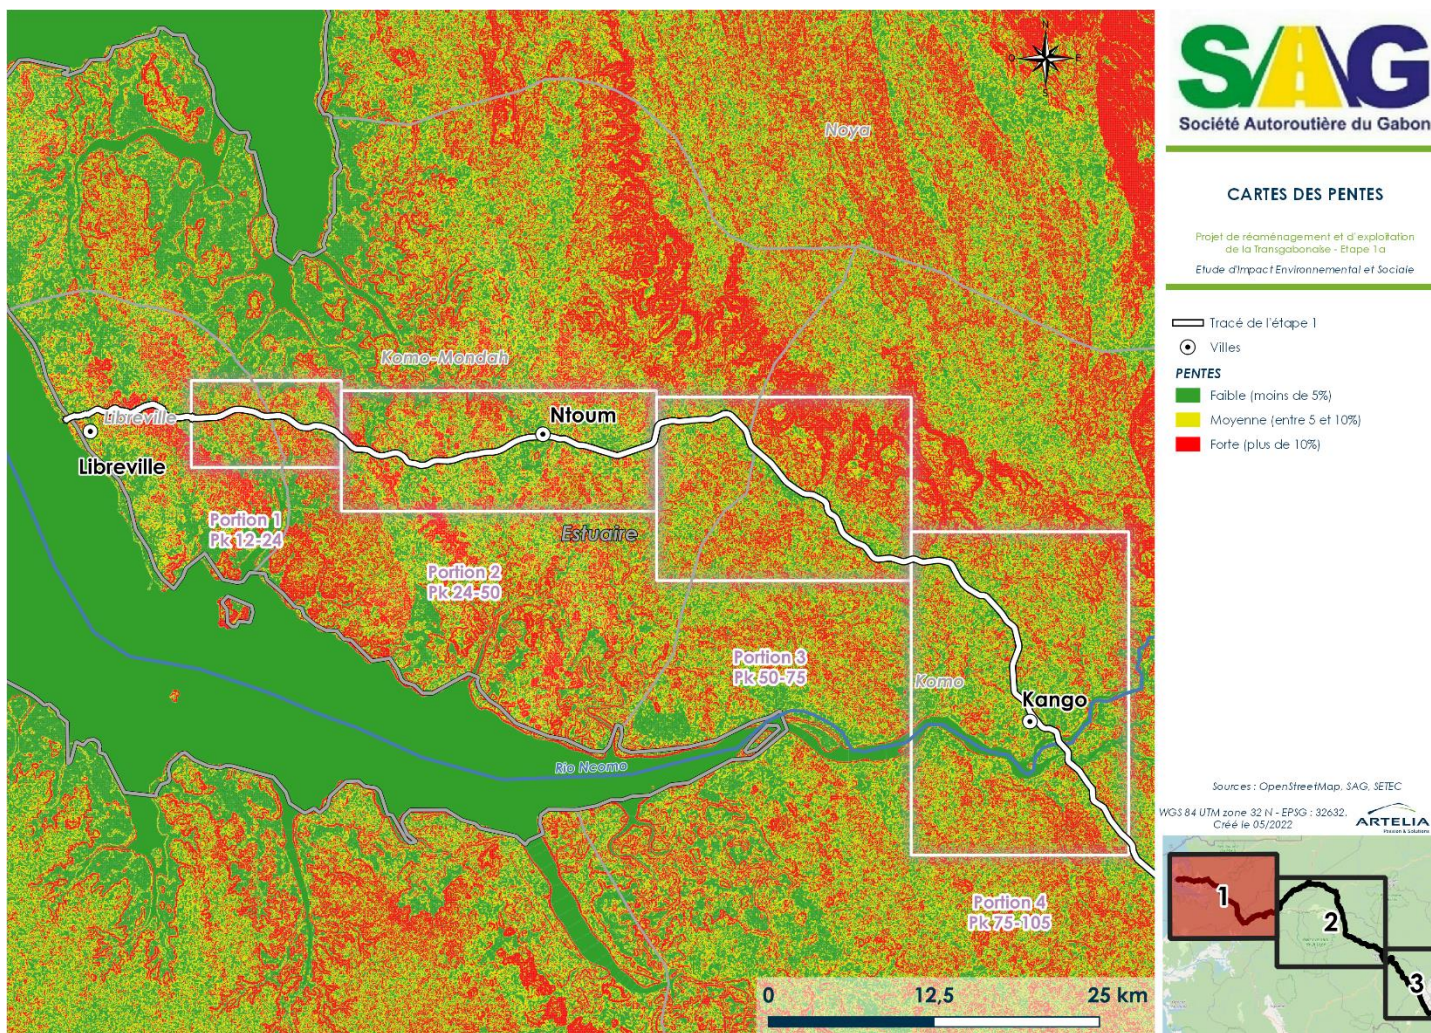 N
O
E
S
Noya
Komo-Mondah
Libreville
Libreville
Ntoum
Portion 1
Pk 12-24
Estuaire
Portion 2
Pk 24-50
Portion 3
Pk 50-75
Komo
Kango
Rio Ncomo
Portion 4
Pk 75-105
0 12,5 25 km
SAG
Société Autoroutière du Gabon
CARTES DES PENTES
Projet de réaménagement et d'exploitation
de la Transgabonaise - Etape 1a
Etude d'Impact Environnemental et Sociale
Tracé de l'étape 1
Villes
PENTES
Faible (moins de 5%)
Moyenne (entre 5 et 10%)
Forte (plus de 10%)
Sources : OpenStreetMap, SAG, SETEC
WGS 84 UTM zone 32 N - EPSG : 32632.
Créé le 05/2022
ARTELIA
Passion & Solutions
1
2
3